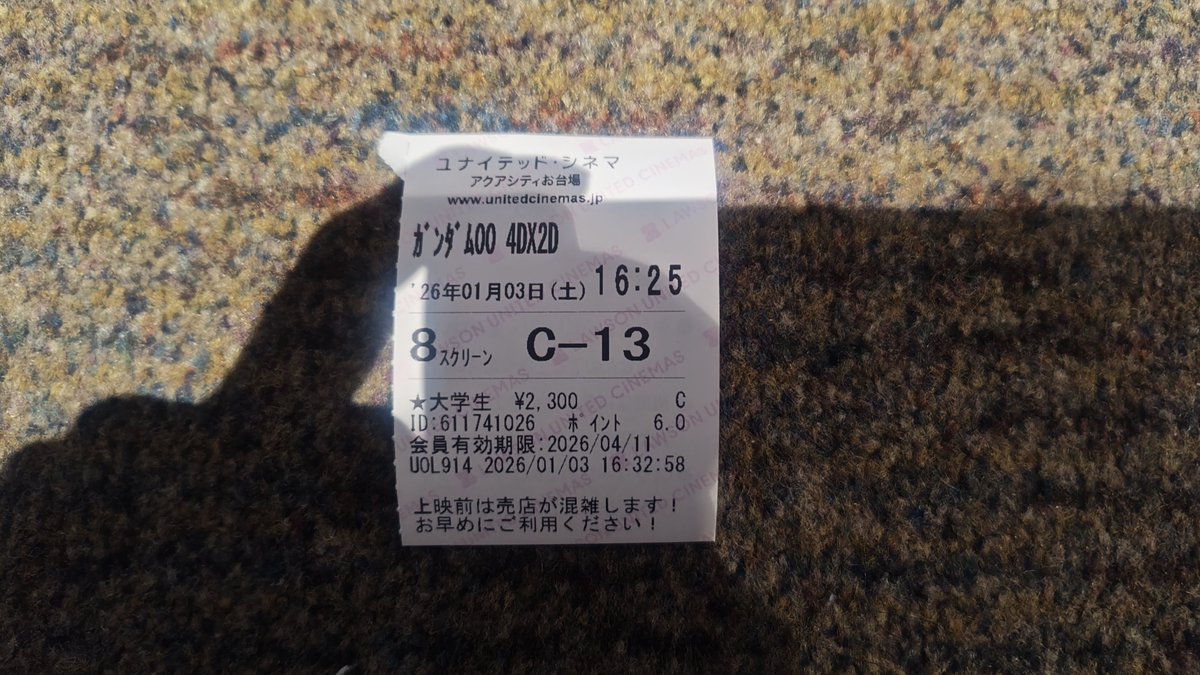 ユナイテッド・シネマ
アクアシティお台場
www.unitedcinemas.jp
ｶﾞﾝﾀﾞﾑ00 4DX2D
'26年01月03日(土) 16:25
8スクリーン C-13
★大学生 ¥2,300 C
ID:611741026 ﾎﾟｲﾝﾄ 6.0
会員有効期限:2026/04/11
UOL914 2026/01/03 16:32:58
上映前は売店が混雑します!
お早めにご利用ください!
LAWSON UNITED CINEMAS